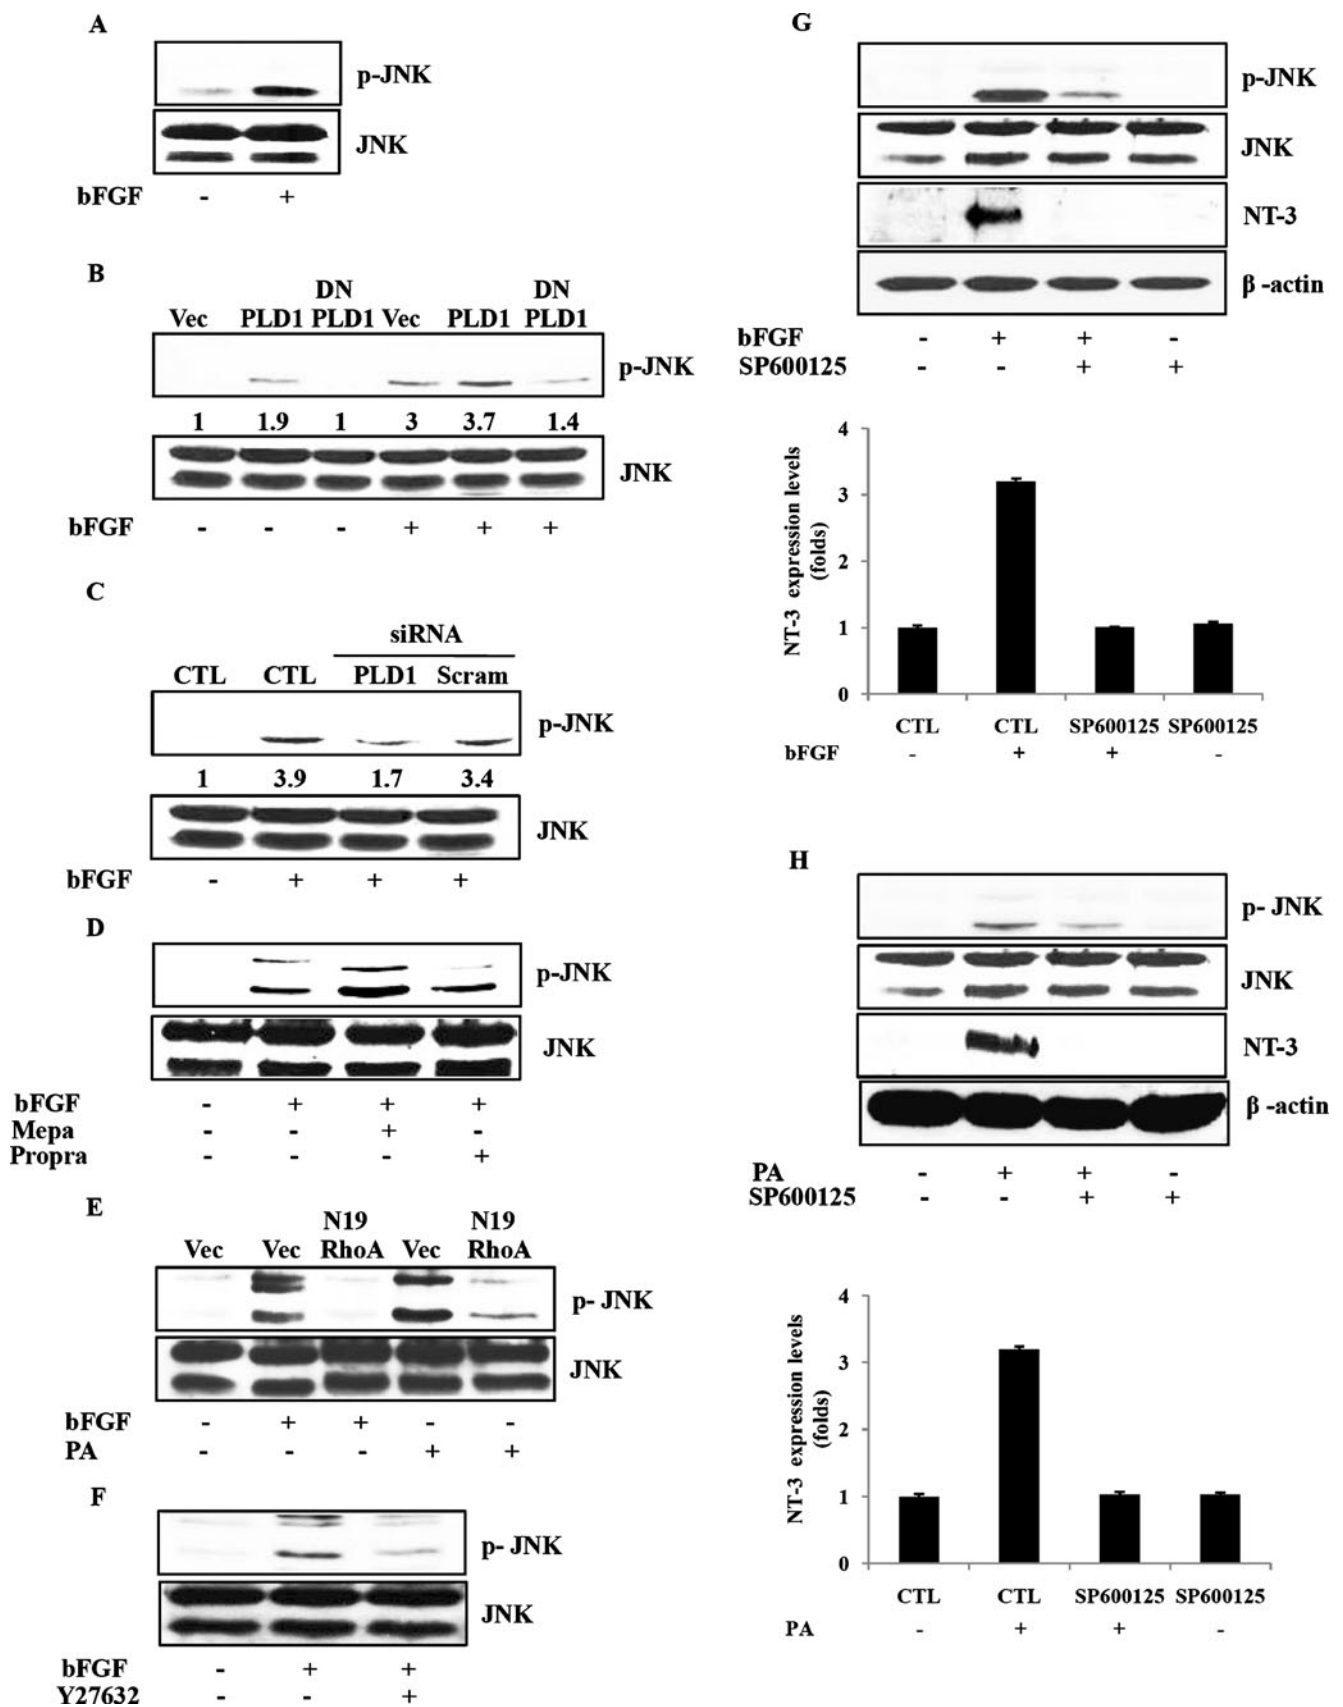 A
p-JNK
JNK
bFGF - +
B
DN DN
Vec PLD1 PLD1 Vec PLD1 PLD1
p-JNK
1 1.9 1 3 3.7 1.4
JNK
bFGF - - - + + +
C
siRNA
CTL CTL PLD1 Scram
p-JNK
1 3.9 1.7 3.4
JNK
bFGF - + + +
D
p-JNK
JNK
bFGF - + + +
Mepa - - + -
Propra - - - +
E
N19 N19
Vec Vec RhoA Vec RhoA
p- JNK
JNK
bFGF - + + - -
PA - - - + +
F
p- JNK
JNK
bFGF - + +
Y27632 - - +
G
p-JNK
JNK
NT-3
β -actin
bFGF - + + -
SP600125 - - + +
NT-3 expression levels
(folds)
4
3
2
1
0
CTL CTL SP600125 SP600125
bFGF - + + -
H
p- JNK
JNK
NT-3
β -actin
PA - + + -
SP600125 - - + +
NT-3 expression levels
(folds)
4
3
2
1
0
CTL CTL SP600125 SP600125
PA - + + -